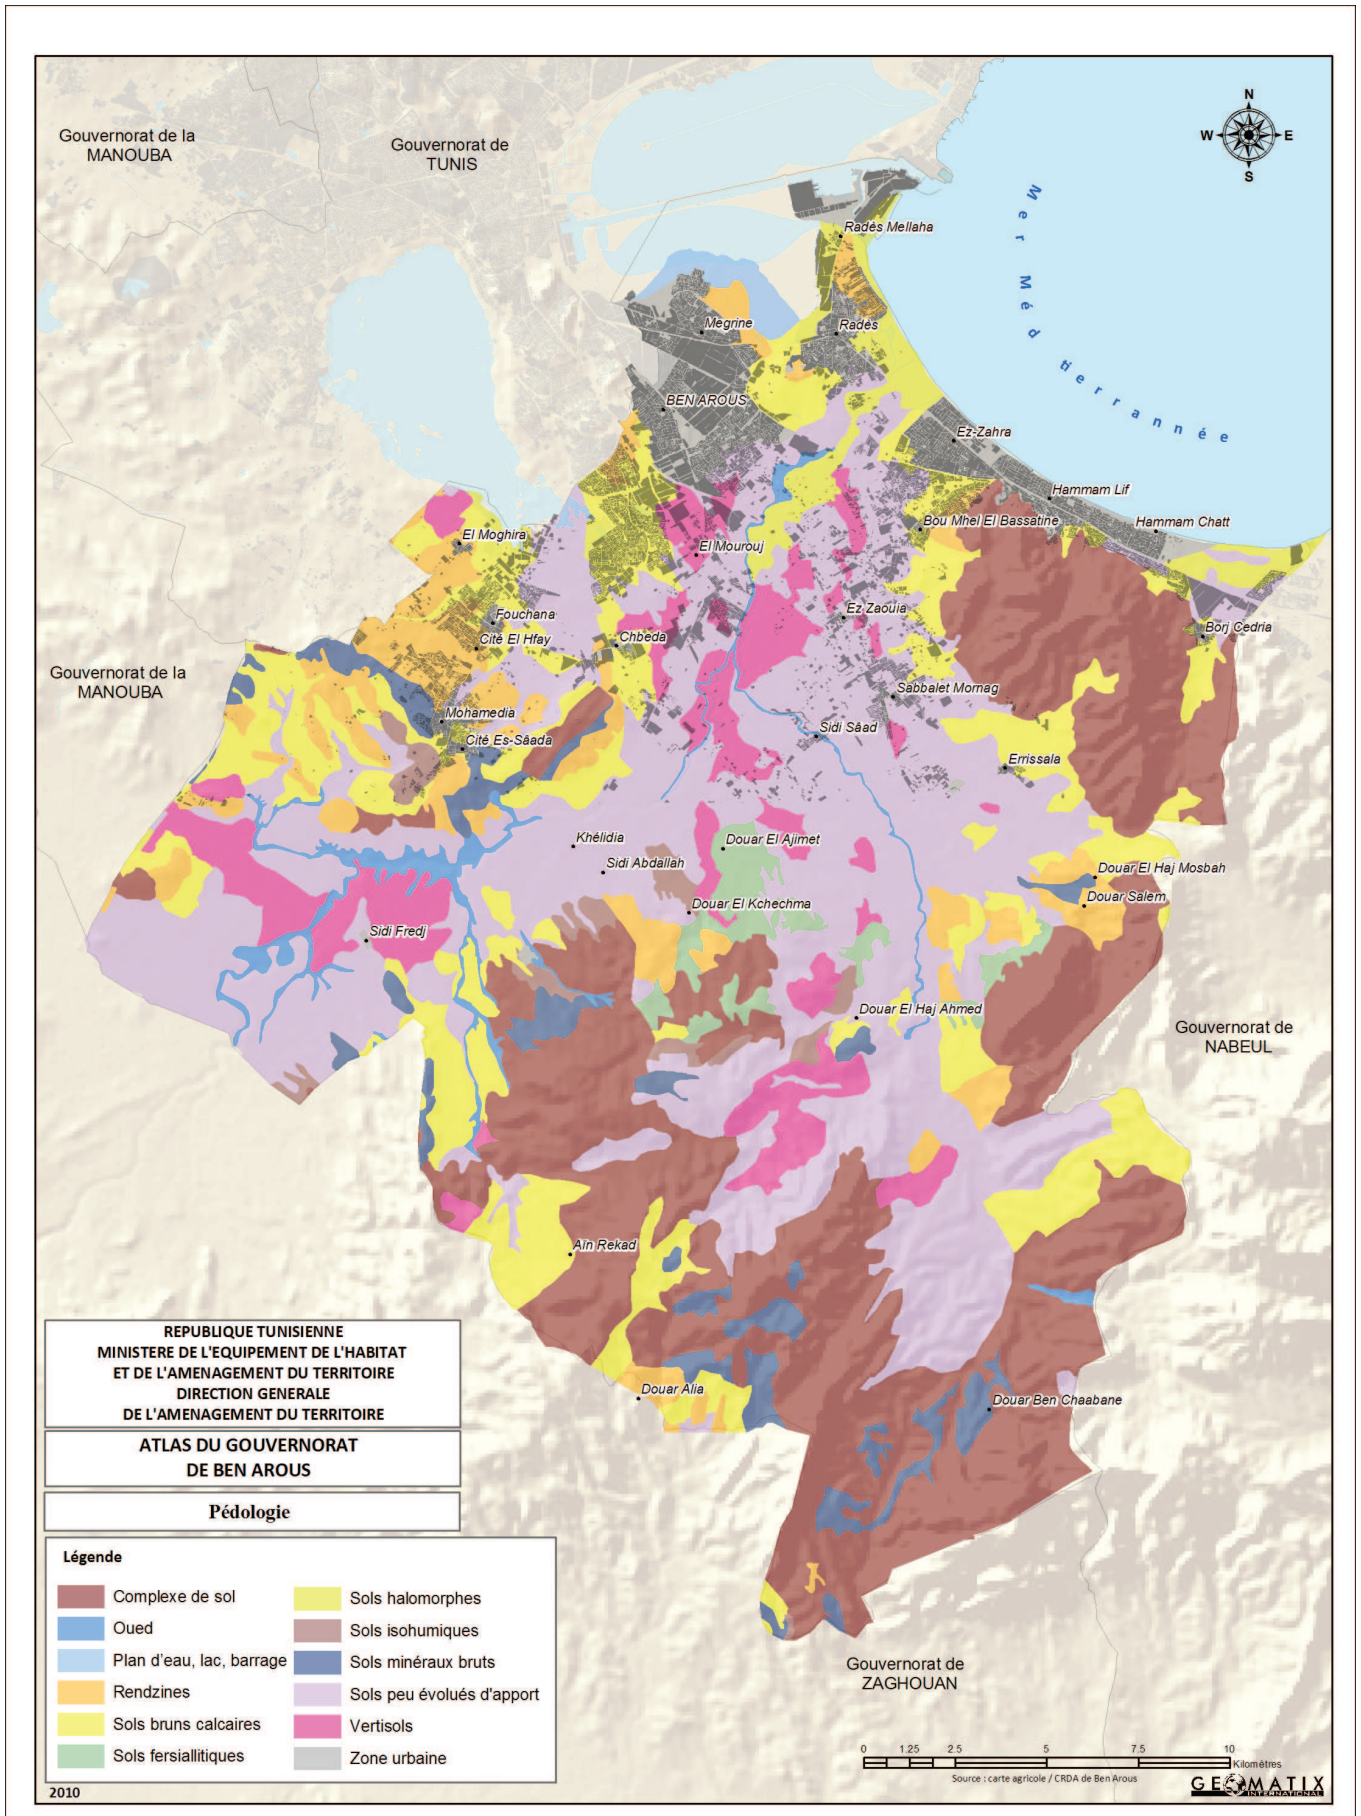 Gouvernorat de la
MANOUBA
Gouvernorat de
TUNIS
N
W
E
S
Mer Méd tierrannée
Radés Mellaha
Megrine
Radés
BEN AROUS
Ez-Zahra
Hammam Lif
Hammam Chatt
Bou Mhel El Bassatine
El Moghira
El Mourouj
Fouchana
Ez Zaouia
Cité El Hfay
Chbeda
Borj Cedria
Gouvernorat de la
MANOUBA
Sabbalet Mornag
Mohamedia
Sidi Sâad
Cité Es-Sâada
Errissala
Khélidia
Douar El Ajimet
Sidi Abdallah
Douar El Haj Mosbah
Douar Salem
Douar El Kchechma
Sidi Fredj
Douar El Haj Ahmed
Gouvernorat de
NABEUL
Aïn Rekad
Douar Alia
Douar Ben Chaabane
REPUBLIQUE TUNISIENNE
MINISTERE DE L'EQUIPEMENT DE L'HABITAT
ET DE L'AMENAGEMENT DU TERRITOIRE
DIRECTION GENERALE
DE L'AMENAGEMENT DU TERRITOIRE
ATLAS DU GOUVERNORAT
DE BEN AROUS
Pédologie
Légende
Complexe de sol
Oued
Plan d'eau, lac, barrage
Rendzines
Sols bruns calcaires
Sols fersiallitiques
Sols halomorphes
Sols isohumiques
Sols minéraux bruts
Sols peu évolués d'apport
Vertisols
Zone urbaine
Gouvernorat de
ZAGHOUAN
0 1.25 2.5 5 7.5 10
Kilomètres
Source : carte agricole / CRDA de Ben Arous
GEOMATIX
INTERNATIONAL
2010